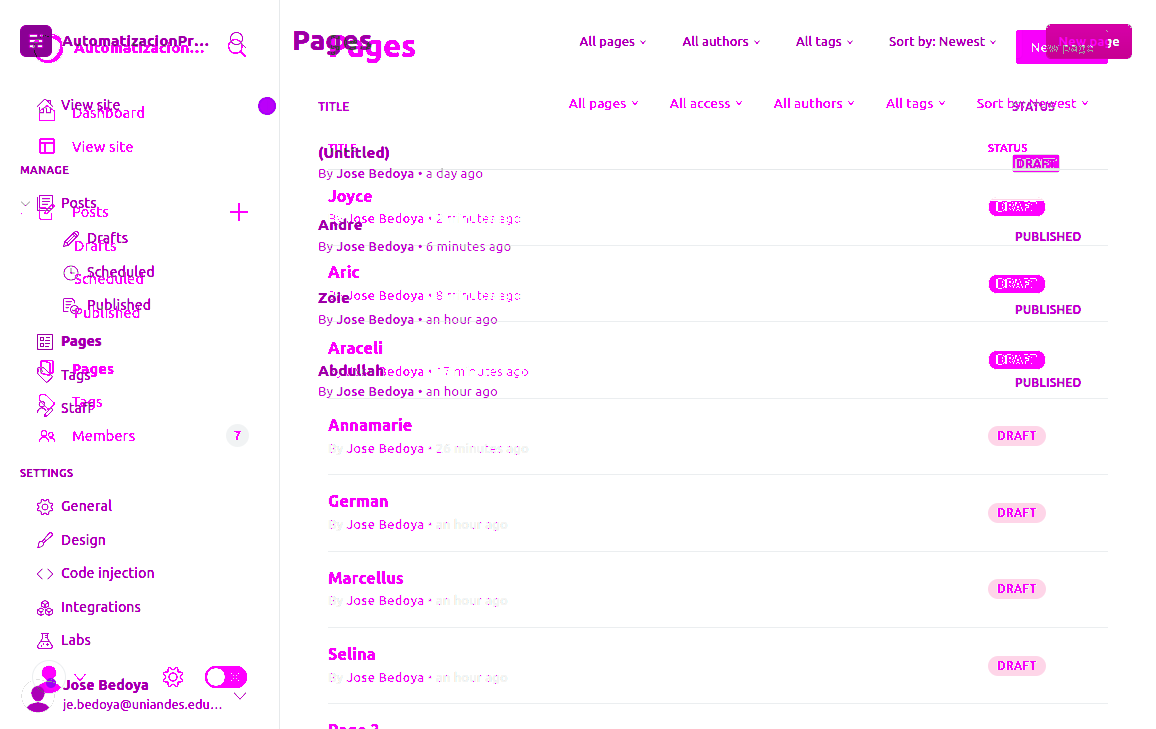 AutomatizacionPr...
Automatizacion...
Pages
Pages
All pages
All authors
All tags
Sort by: Newest
New page
New page
View site
Dashboard
View site
TITLE
All pages
All access
All authors
All tags
Sort by: Newest
STATUS
MANAGE
TITLE
STATUS
(Untitled)
By Jose Bedoya • a day ago
DRAFT
Posts
Posts
Joyce
By Jose Bedoya • 2 minutes ago
DRAFT
Andre
By Jose Bedoya • 6 minutes ago
PUBLISHED
Drafts
Drafts
Scheduled
Scheduled
Aric
By Jose Bedoya • 8 minutes ago
DRAFT
Published
Published
Zoie
By Jose Bedoya • an hour ago
PUBLISHED
Pages
Pages
Araceli
By Jose Bedoya • 17 minutes ago
DRAFT
Tags
Tags
Abdullah
By Jose Bedoya • an hour ago
PUBLISHED
Staff
Members
7
Annamarie
By Jose Bedoya • 26 minutes ago
DRAFT
SETTINGS
General
German
By Jose Bedoya • an hour ago
DRAFT
Design
Code injection
Marcellus
By Jose Bedoya • an hour ago
DRAFT
Integrations
Labs
Selina
By Jose Bedoya • an hour ago
DRAFT
Jose Bedoya
je.bedoya@uniandes.edu...